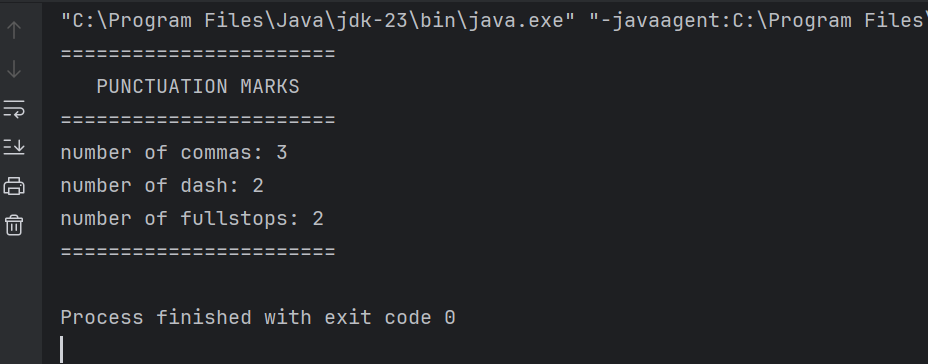 "C:\Program Files\Java\jdk-23\bin\java.exe" "-javaagent:C:\Program Files\
=======================
   PUNCTUATION MARKS
=======================
number of commas: 3
number of dash: 2
number of fullstops: 2
=======================

Process finished with exit code 0